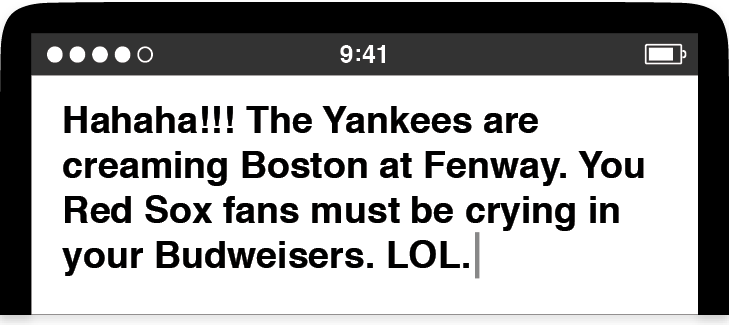 9:41
Hahaha!!! The Yankees are
creaming Boston at Fenway. You
Red Sox fans must be crying in
your Budweisers. LOL.